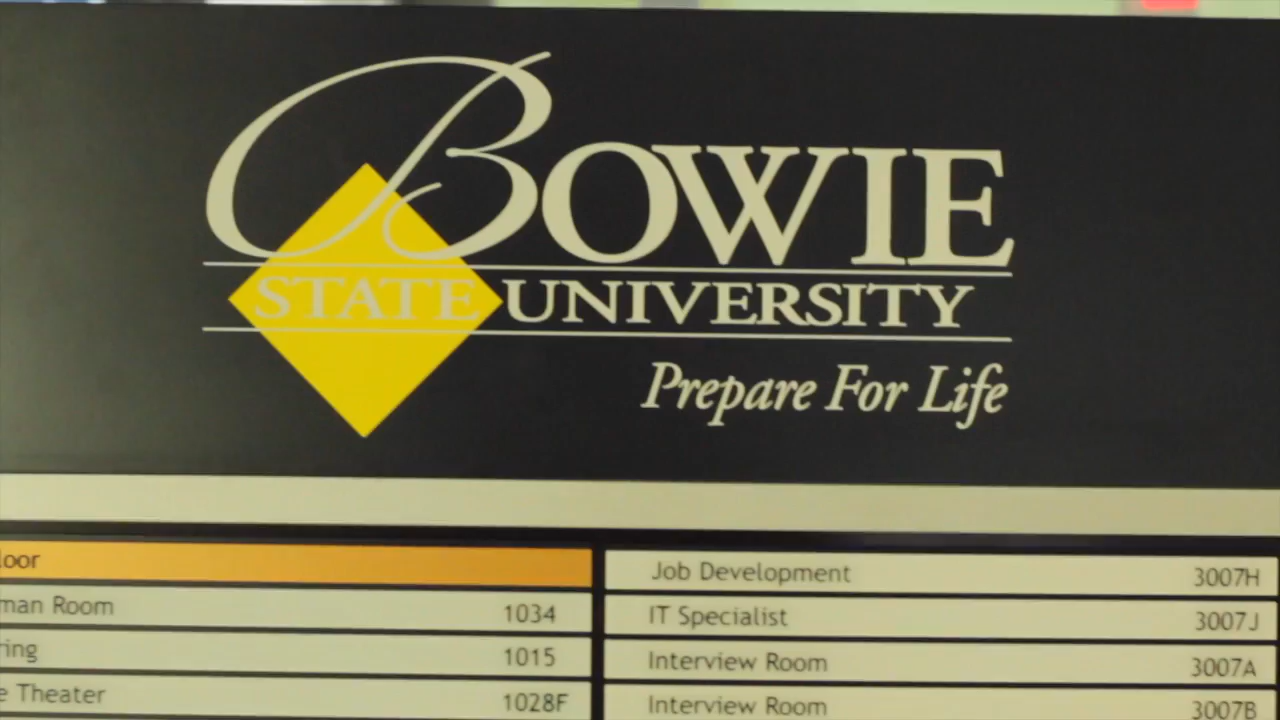 BOWIE
STATE UNIVERSITY
Prepare For Life
Room 1034
1015
Theater 1028F
Job Development 3007H
IT Specialist 3007J
Interview Room 3007A
Interview Room 3007B